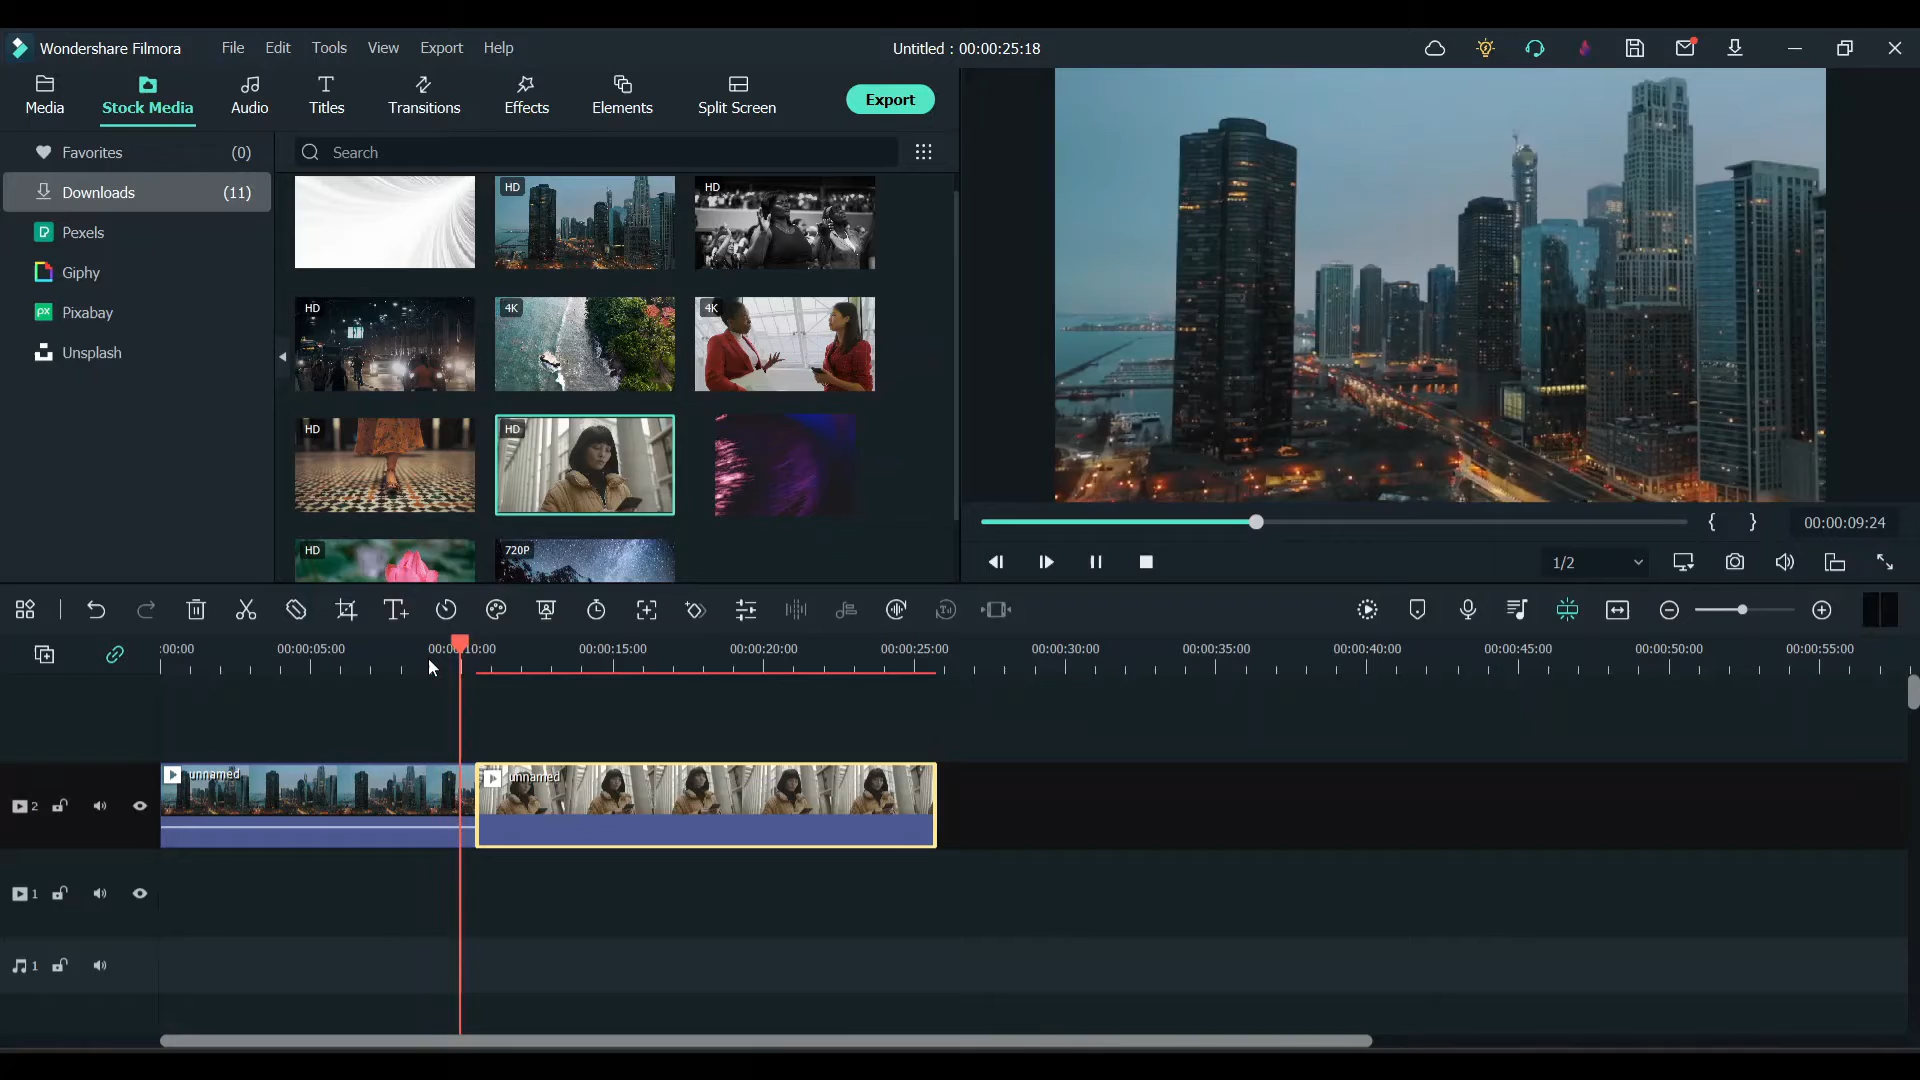 Wondershare Filmora File Edit Tools View Export Help Untitled : 00:00:25:18
Media Stock Media Audio Titles Transitions Effects Elements Split Screen Export
Favorites (0)
Search
Downloads (11)
HD HD
Pexels
Giphy
Pixabay
HD 4K 4K
Unsplash
HD HD
00:00:09:24
HD 720P
1/2
:00:00 00:00:05:00 00:00:15:00 00:00:20:00 00:00:25:00 00:00:30:00 00:00:35:00 00:00:40:00 00:00:45:00 00:00:50:00 00:00:55:00
unnamed unnamed
2
1
1